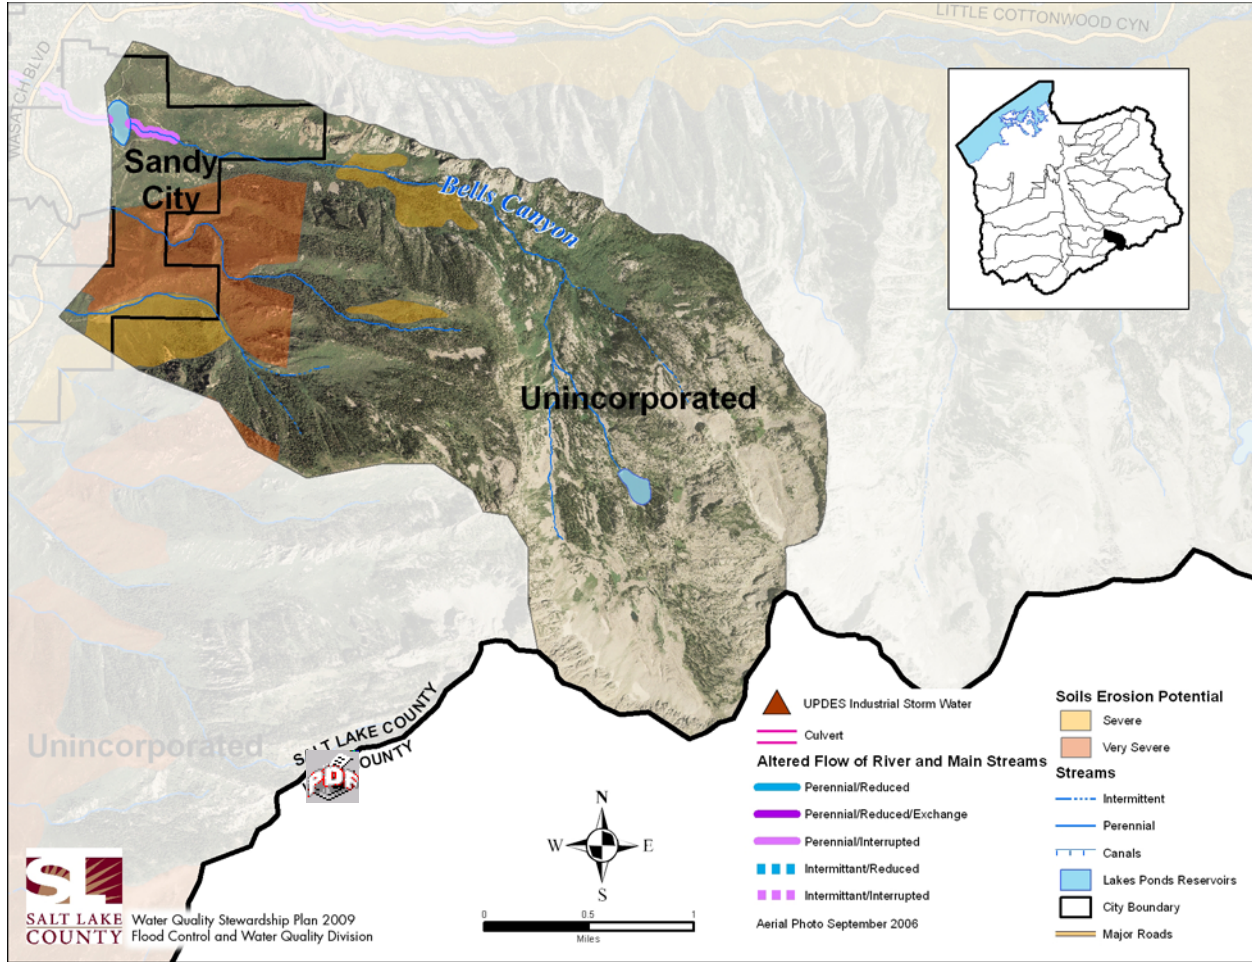 LITTLE COTTONWOOD CYN
WASATCH BLVD
Sandy
City
Bells Canyon
Unincorporated
Unincorporated
SALT LAKE COUNTY
COUNTY
PDF
UPDES Industrial Storm Water
Culvert
Altered Flow of River and Main Streams
Perennial/Reduced
Perennial/Reduced/Exchange
Perennial/Interrupted
Intermittant/Reduced
Intermittant/Interrupted
Aerial Photo September 2006
Soils Erosion Potential
Severe
Very Severe
Streams
Intermittent
Perennial
Canals
Lakes Ponds Reservoirs
City Boundary
Major Roads
N
W E
S
0 0.5 1
Miles
SL
SALT LAKE
COUNTY
Water Quality Stewardship Plan 2009
Flood Control and Water Quality Division